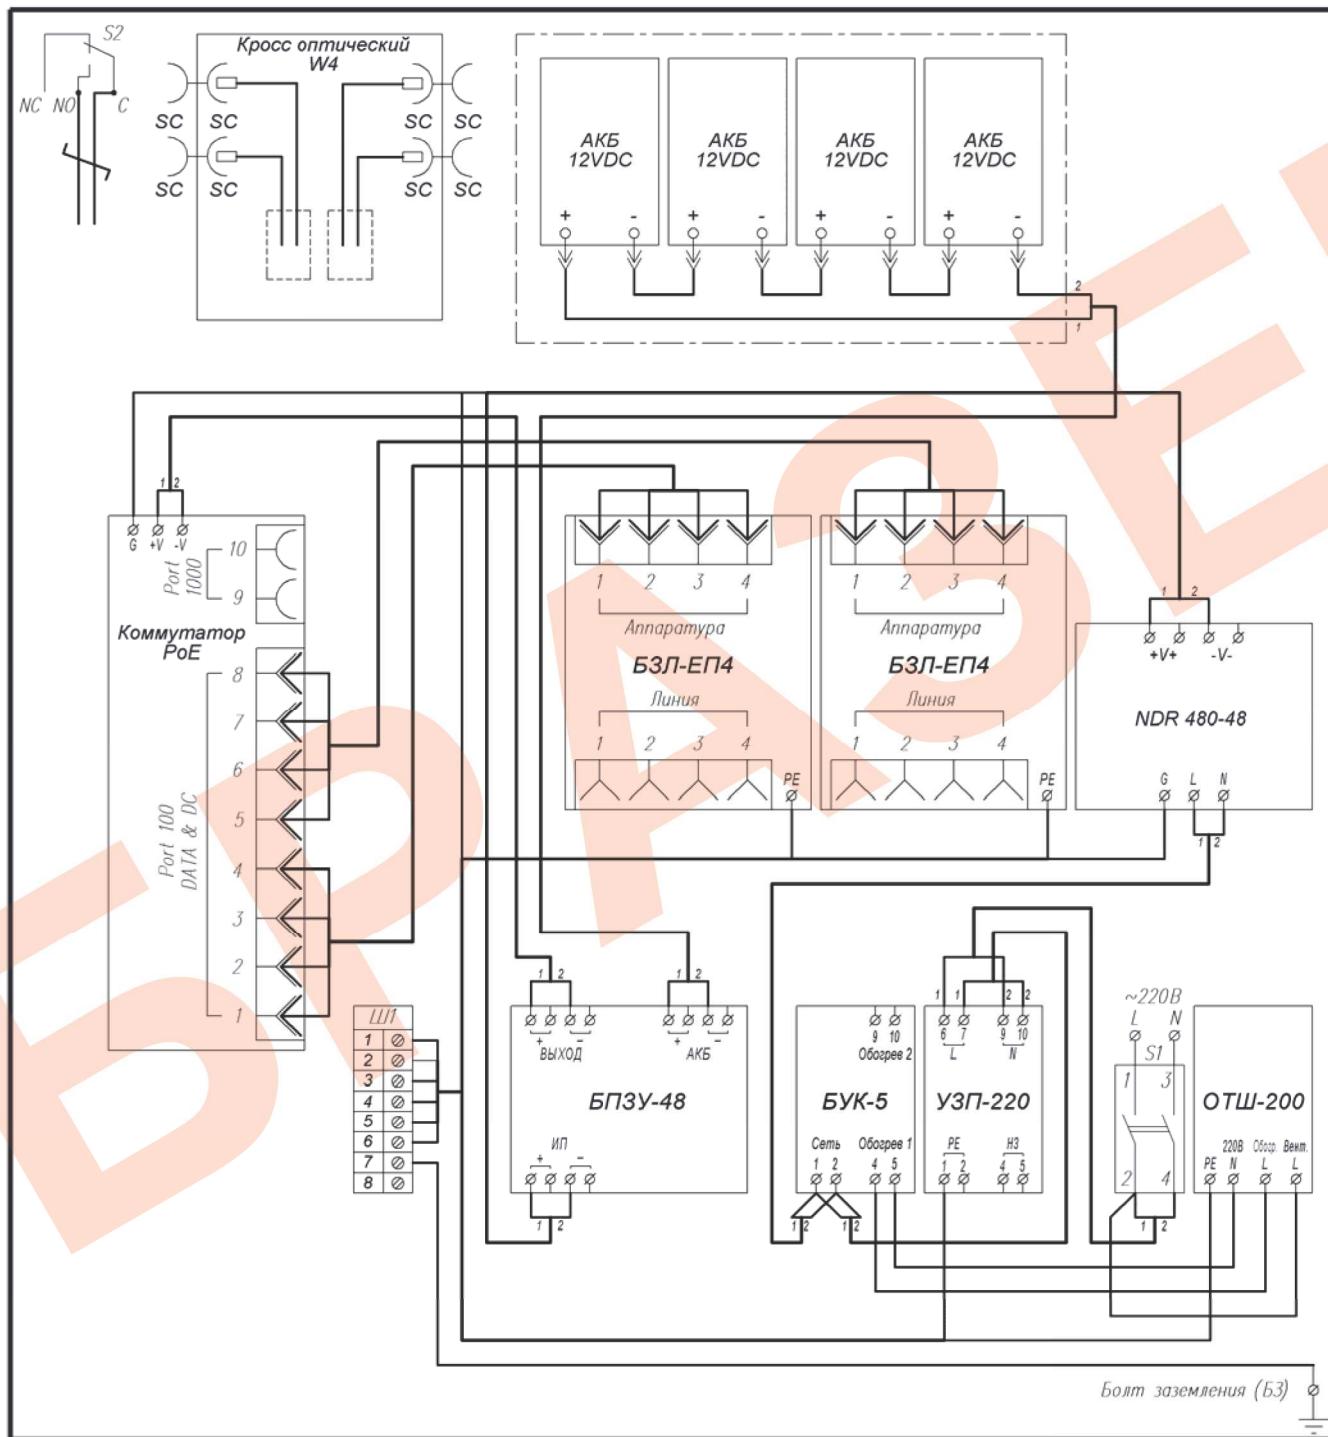 S2
NC NO C
Кросс оптический
W4
SC SC SC SC
SC SC SC SC
АКБ
12VDC
+ -
АКБ
12VDC
+ -
АКБ
12VDC
+ -
АКБ
12VDC
+ -
2
1
1 2
G +V -V
Port 1000
10
9
Коммутатор
PoE
Port 100
DATA & DC
8
7
6
5
4
3
2
1
1 2 3 4
Аппаратура
БЗЛ-ЕП4
Линия
1 2 3 4
PE
1 2 3 4
Аппаратура
БЗЛ-ЕП4
Линия
1 2 3 4
PE
1 2
+V+ -V-
NDR 480-48
G L N
1 2
Ш1
1
2
3
4
5
6
7
8
1 2
+ -
ВЫХОД
1 2
+ -
АКБ
БПЗУ-48
ИП
+ -
1 2
9 10
Обогрев 2
БУК-5
Сеть
1 2
Обогрев 1
4 5
1 2
1 2
1 1 2 2
6 7 9 10
L N
УЗП-220
PE НЗ
1 2 4 5
~220В
L N
S1
1 3
2 4
1 2
ОТШ-200
220В Обогр. Вент.
PE N L L
Болт заземления (БЗ)
БРАЗЕ